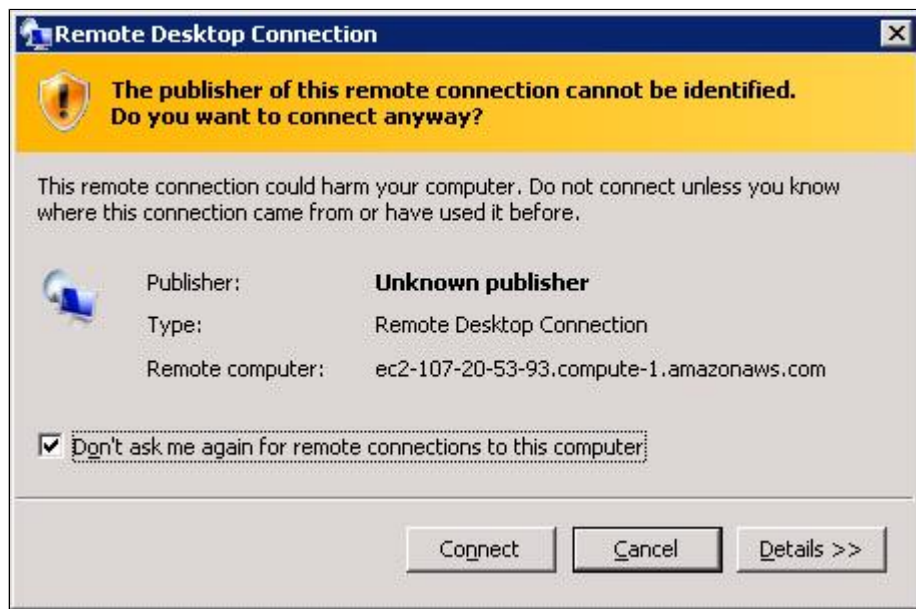 Remote Desktop Connection
The publisher of this remote connection cannot be identified.
Do you want to connect anyway?
This remote connection could harm your computer. Do not connect unless you know
where this connection came from or have used it before.
Publisher: Unknown publisher
Type: Remote Desktop Connection
Remote computer: ec2-107-20-53-93.compute-1.amazonaws.com
Don't ask me again for remote connections to this computer
Connect Cancel Details >>